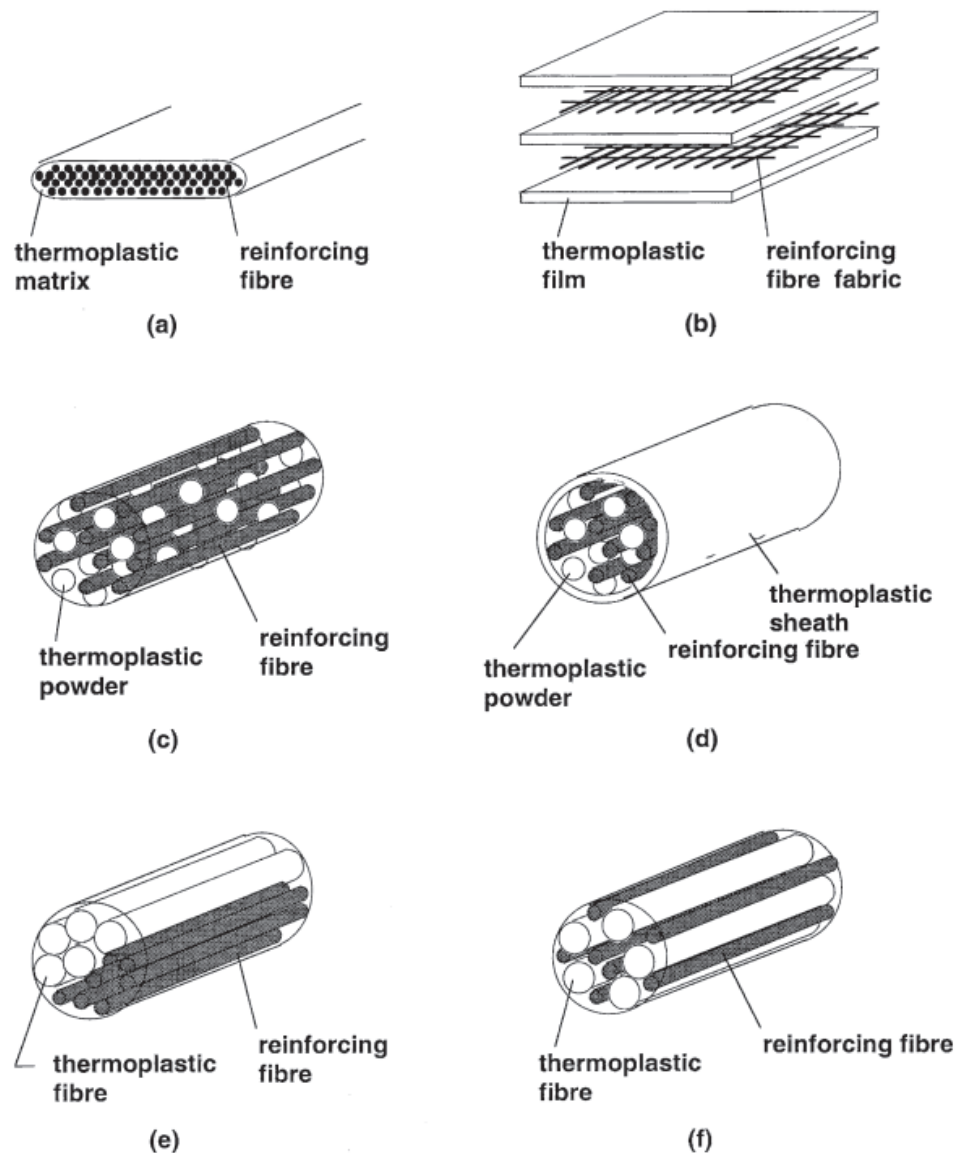 thermoplastic
matrix
reinforcing
fibre
(a)
thermoplastic
film
reinforcing
fibre fabric
(b)
thermoplastic
powder
reinforcing
fibre
(c)
thermoplastic
powder
reinforcing fibre
thermoplastic
sheath
(d)
thermoplastic
fibre
reinforcing
fibre
(e)
thermoplastic
fibre
reinforcing fibre
(f)